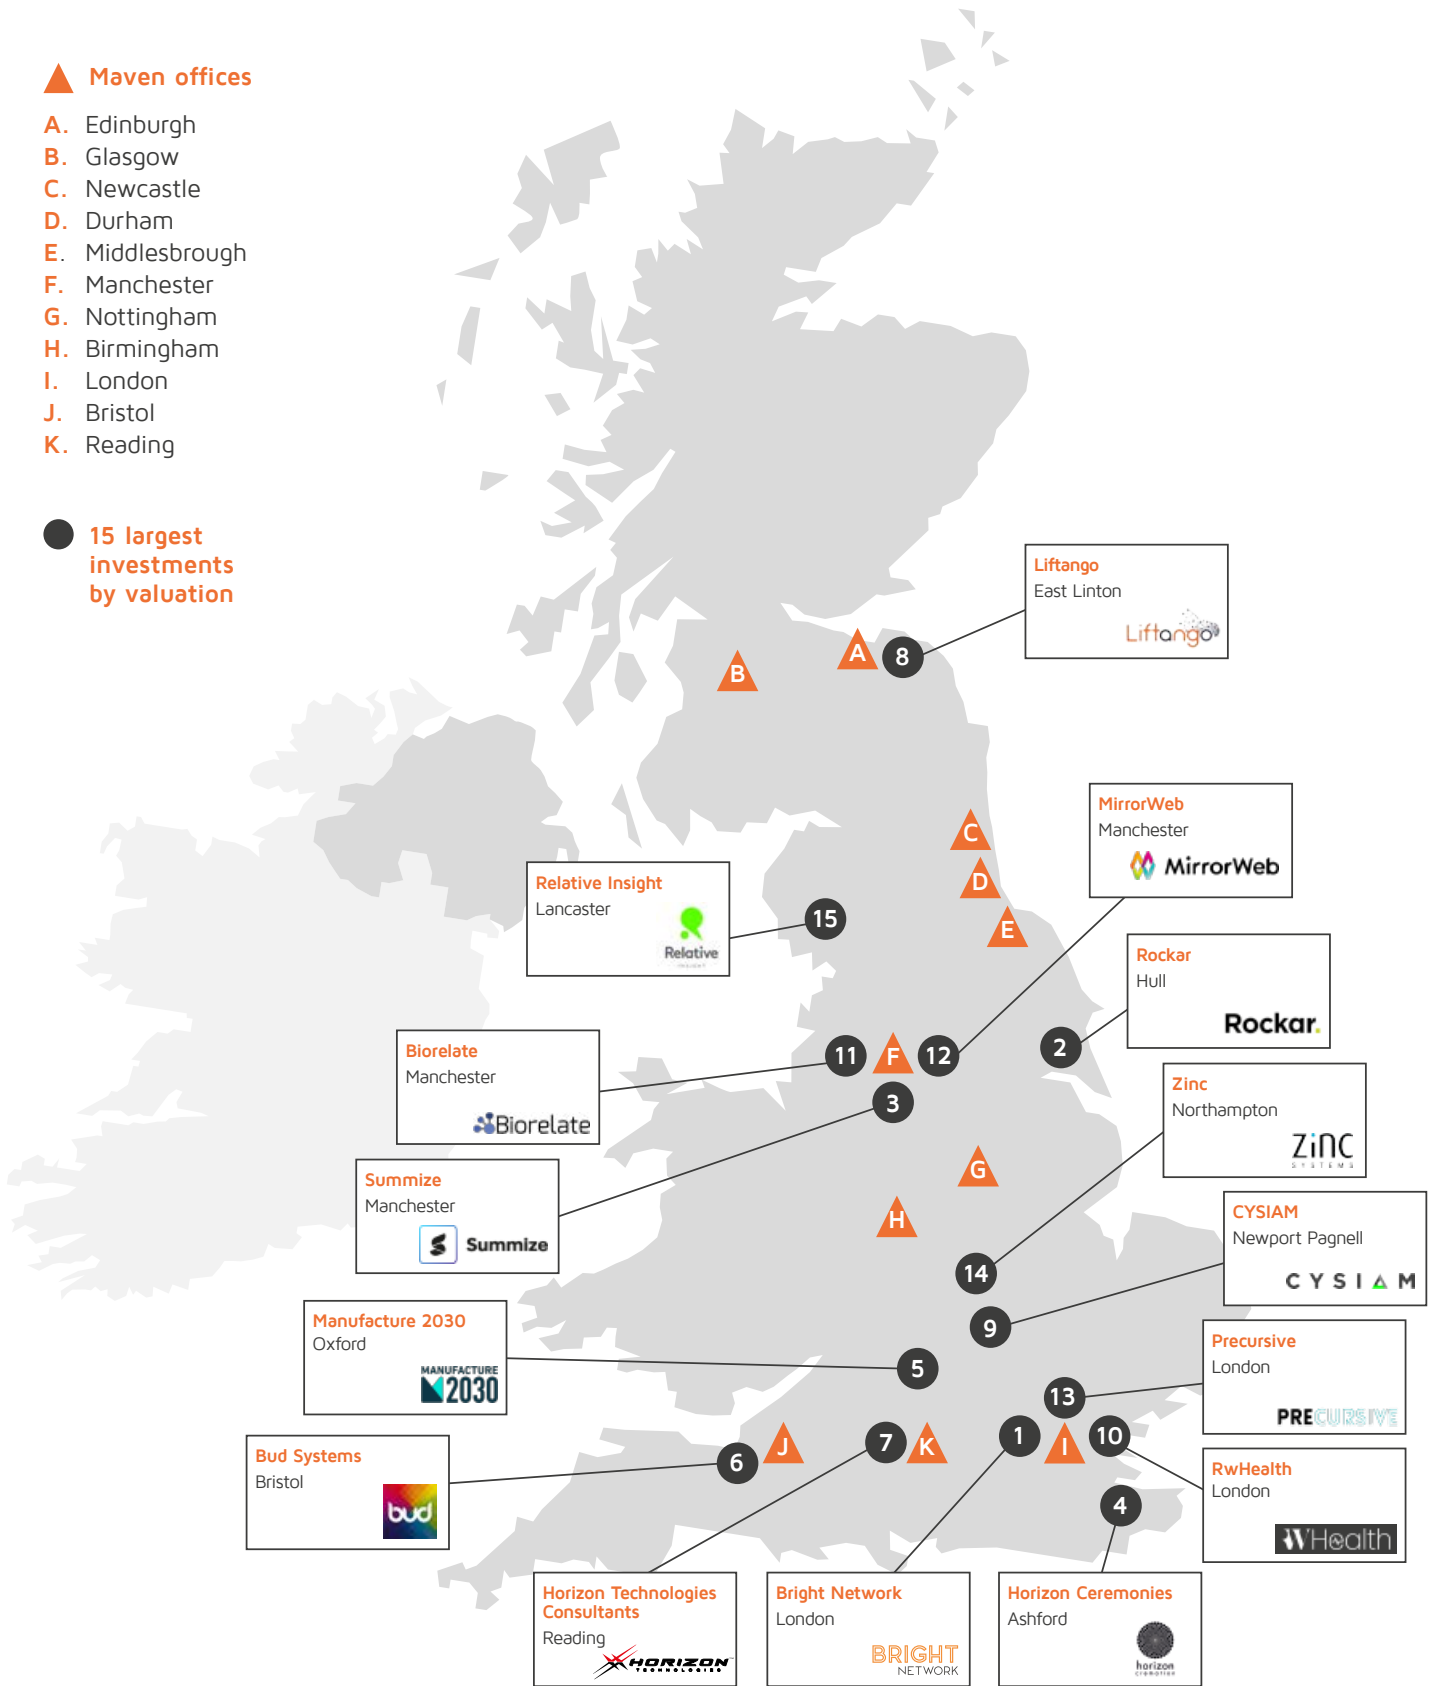 Maven offices
A. Edinburgh
B. Glasgow
C. Newcastle
D. Durham
E. Middlesbrough
F. Manchester
G. Nottingham
H. Birmingham
I. London
J. Bristol
K. Reading
15 largest
investments
by valuation
Liftango
East Linton
Liftango
A
8
B
MirrorWeb
Manchester
MirrorWeb
C
D
E
Relative Insight
Lancaster
Relative
INSIGHT
15
Rockar
Hull
Rockar.
Biorelate
Manchester
Biorelate
11
F
12
2
3
Zinc
Northampton
ZiNC
SYSTEMS
Summize
Manchester
Summize
G
H
CYSIAM
Newport Pagnell
CYSIAM
14
9
Manufacture 2030
Oxford
MANUFACTURE
2030
5
Precursive
London
PRECURSIVE
13
Bud Systems
Bristol
bud
6
J
7
K
1
I
10
RwHealth
London
RWHealth
4
Horizon Technologies
Consultants
Reading
HORIZON
TECHNOLOGIES
Bright Network
London
BRIGHT
NETWORK
Horizon Ceremonies
Ashford
horizon
cremation